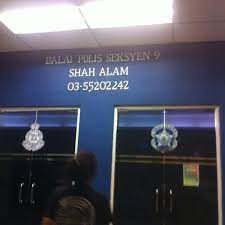 BALAI POLIS SEKSYEN 9
SHAH ALAM
03-55202242